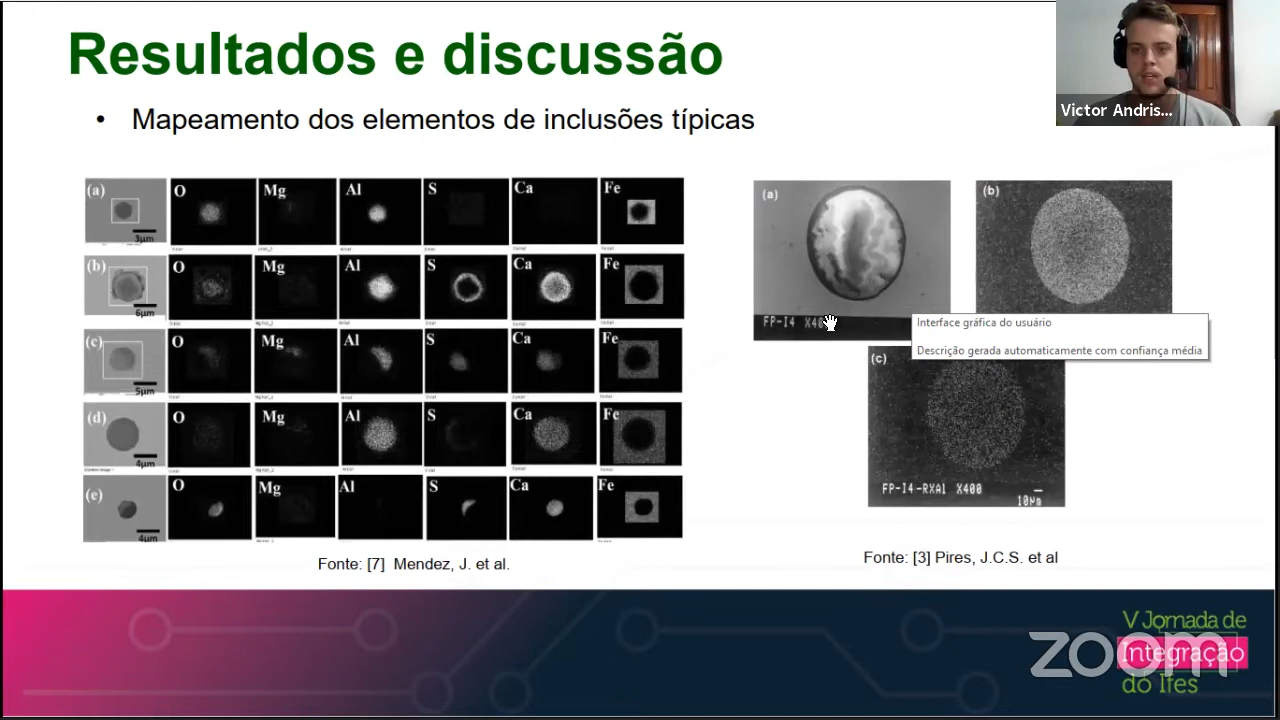 Resultados e discussão
Victor Andris...
• Mapeamento dos elementos de inclusões típicas
(a) O Mg Al S Ca Fe
3µm
(b) O Mg Al S Ca Fe
6µm
(c) O Mg Al S Ca Fe
5µm
(d) O Mg Al S Ca Fe
4µm
(e) O Mg Al S Ca Fe
4µm
Fonte: [7] Mendez, J. et al.
(a)
FP-I4 X40
(b)
Interface gráfica do usuário
Descrição gerada automaticamente com confiança média
(c)
FP-I4-RXAl X400
10µm
Fonte: [3] Pires, J.C.S. et al
V Jornada de
Integração
do Ifes
zoom